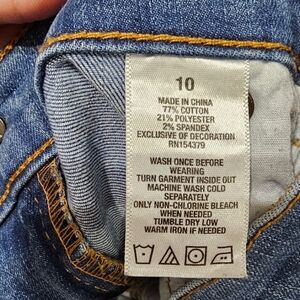 10
MADE IN CHINA
77% COTTON
21% POLYESTER
2% SPANDEX
EXCLUSIVE OF DECORATION
RN154379
WASH ONCE BEFORE
WEARING
TURN GARMENT INSIDE OUT
MACHINE WASH COLD
SEPARATELY
ONLY NON-CHLORINE BLEACH
WHEN NEEDED
TUMBLE DRY LOW
WARM IRON IF NEEDED